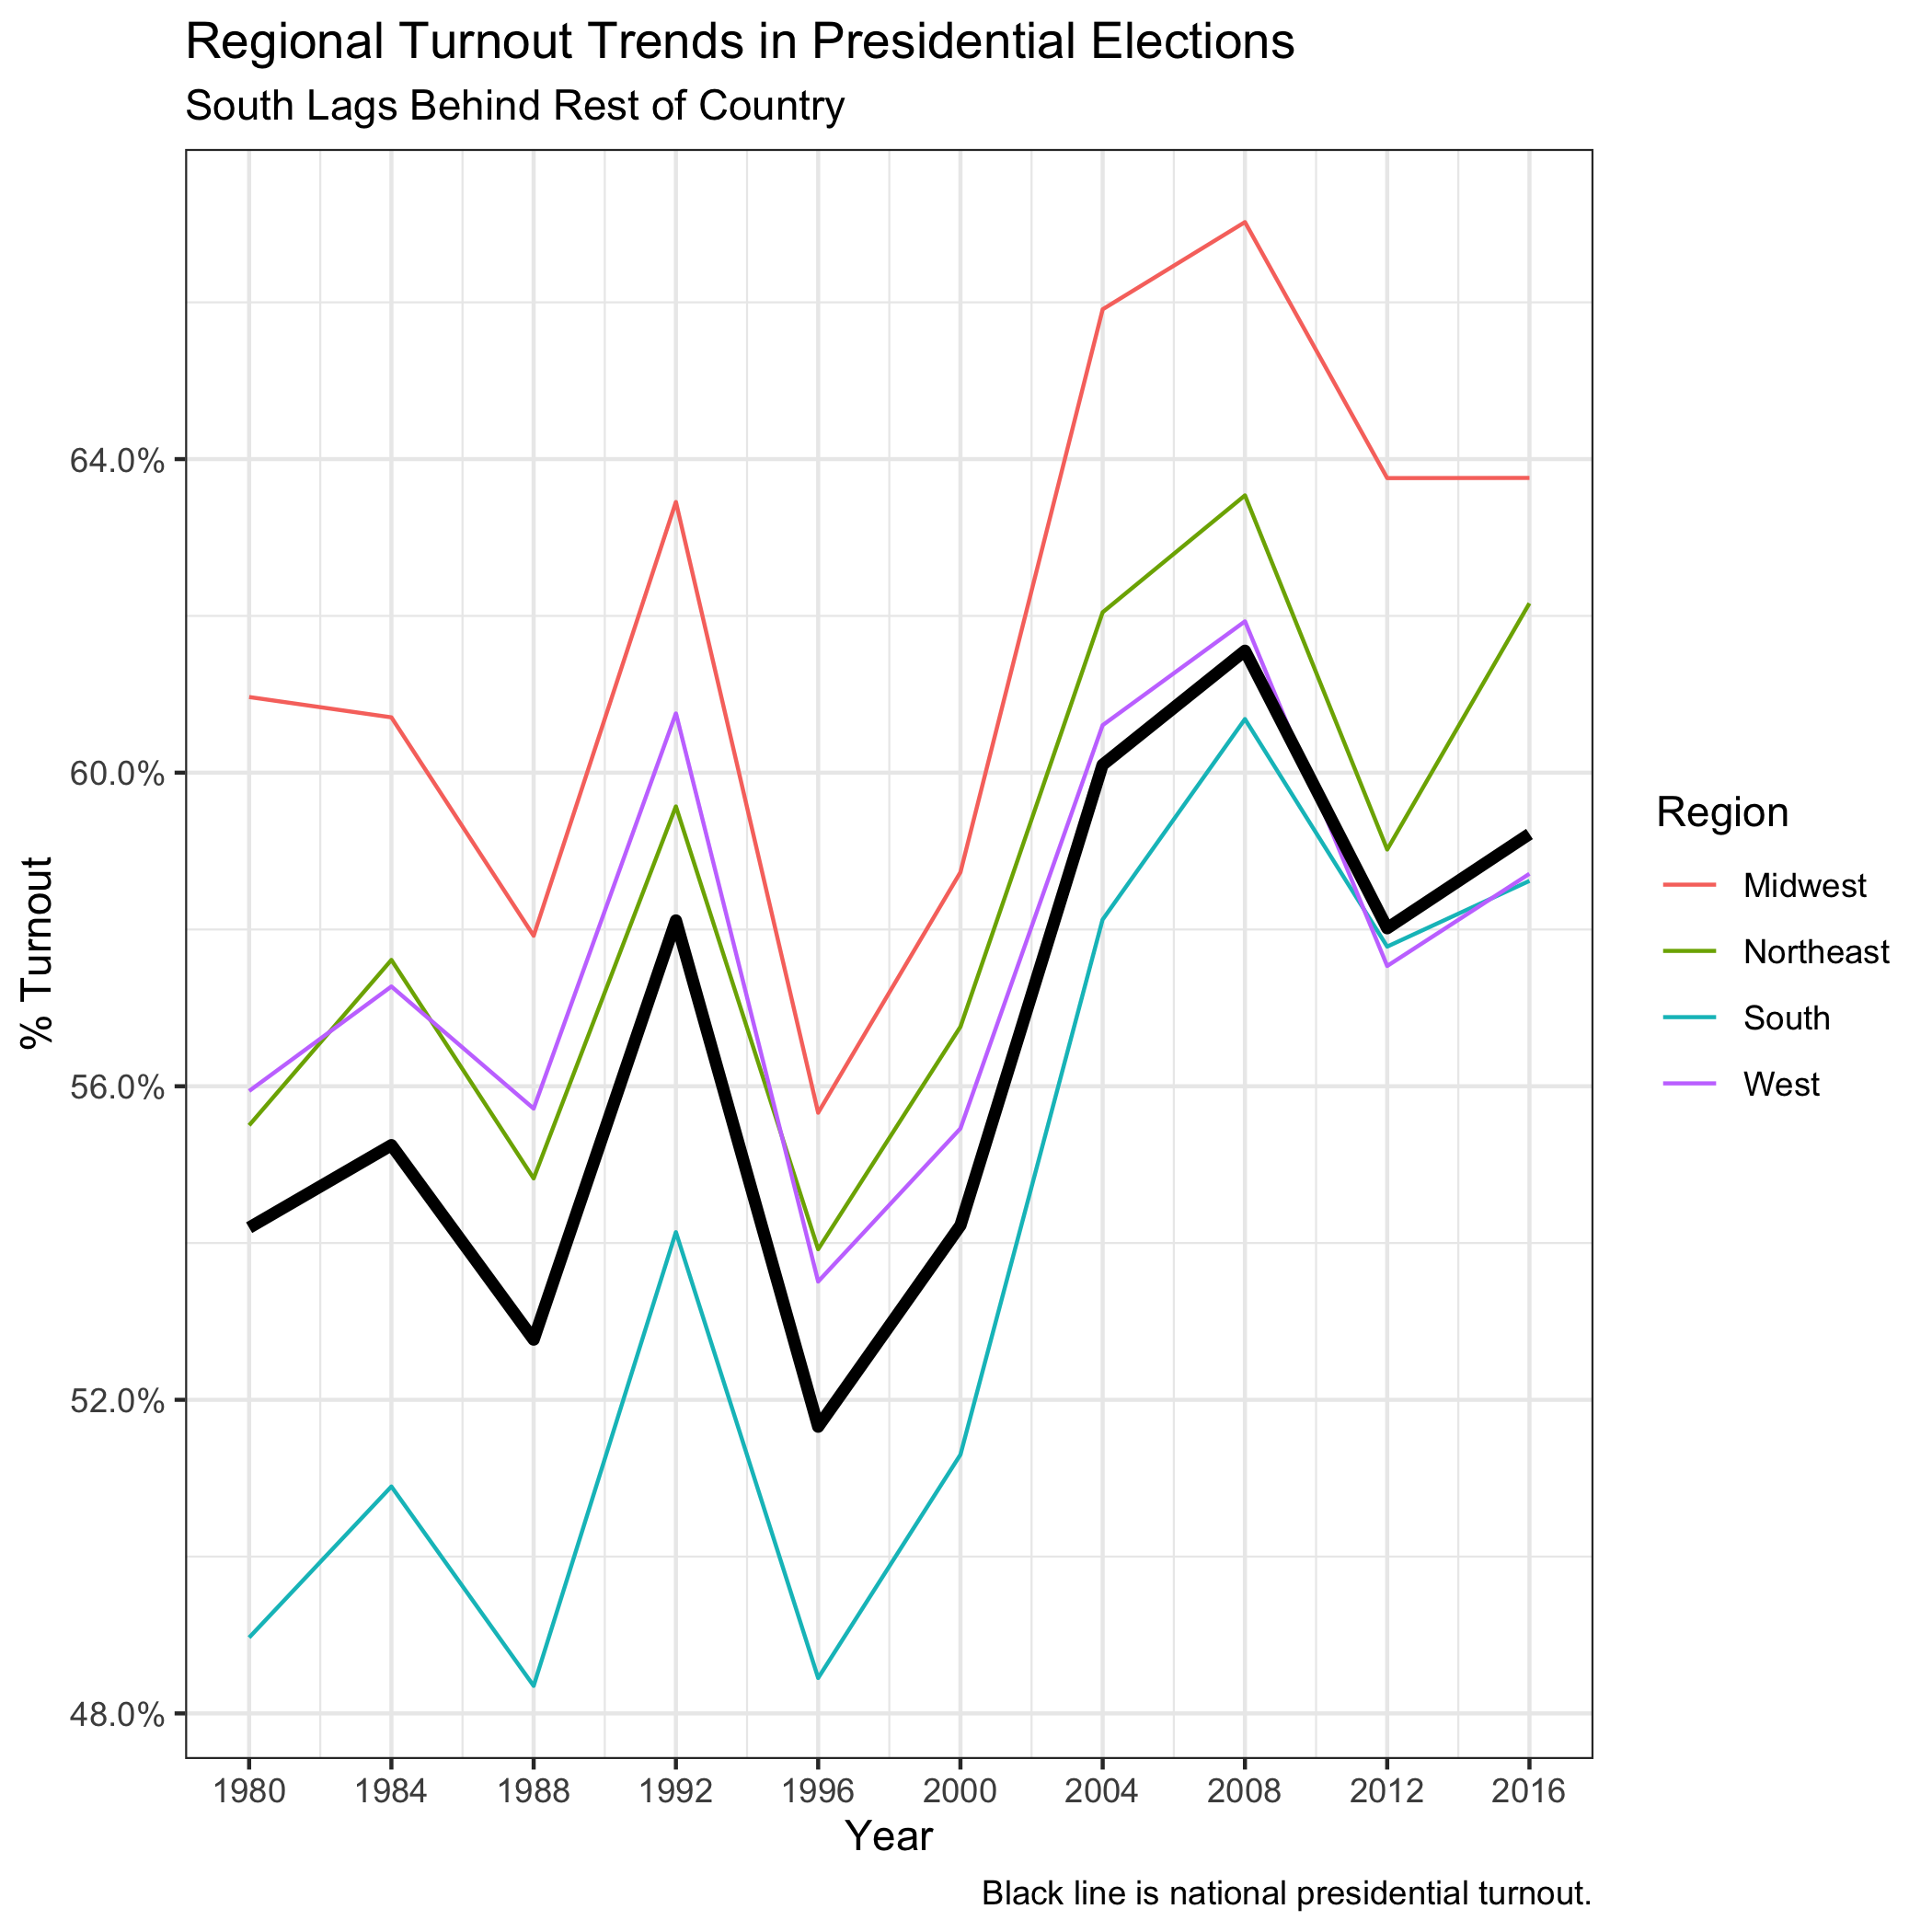 Regional Turnout Trends in Presidential Elections
South Lags Behind Rest of Country
% Turnout
64.0%
60.0%
56.0%
52.0%
48.0%
1980 1984 1988 1992 1996 2000 2004 2008 2012 2016
Year
Region
Midwest
Northeast
South
West
Black line is national presidential turnout.